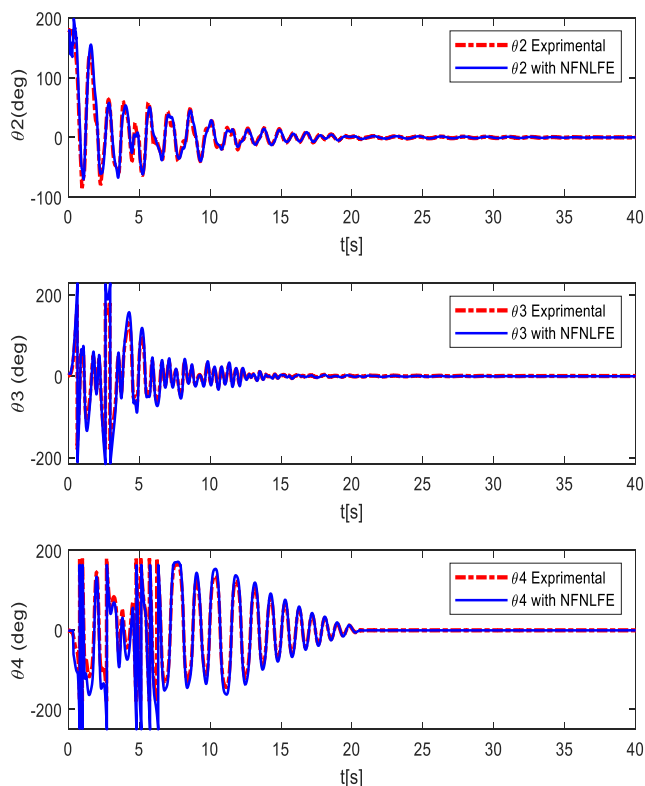 200
100
0
-100
θ2(deg)
θ2 Exprimental
θ2 with NFNLFE
0 5 10 15 20 25 30 35 40
t[s]
200
0
-200
θ3 (deg)
θ3 Exprimental
θ3 with NFNLFE
0 5 10 15 20 25 30 35 40
t[s]
200
0
-200
θ4 (deg)
θ4 Exprimental
θ4 with NFNLFE
0 5 10 15 20 25 30 35 40
t[s]